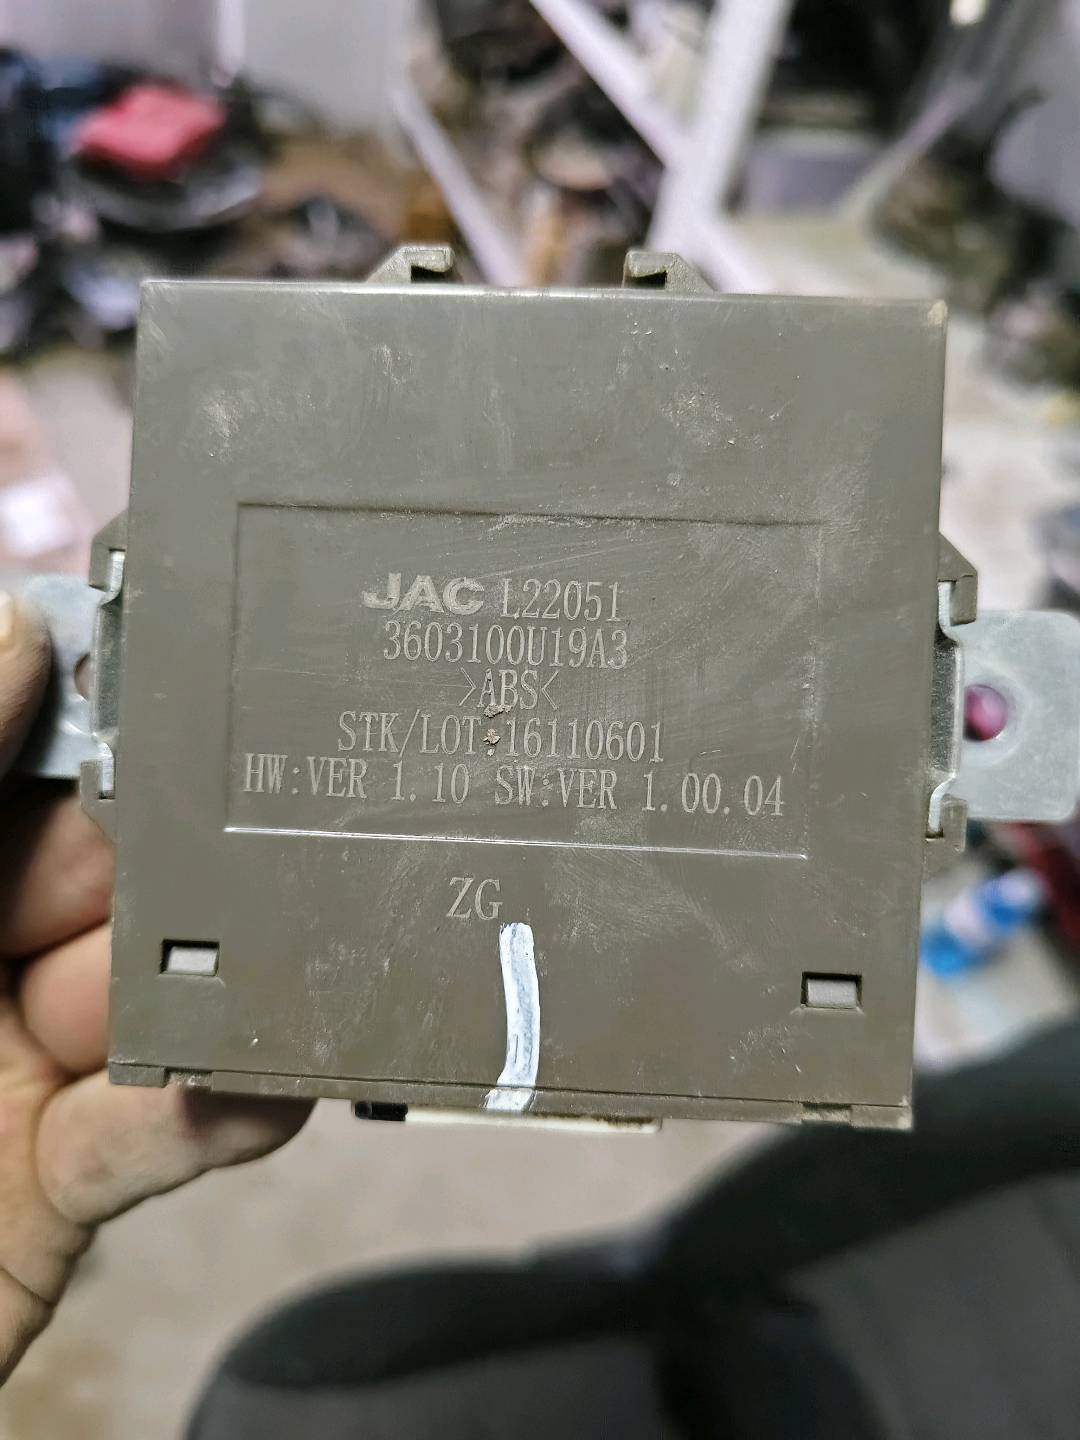 JAC L22051
3603100U19A3
>ABS<
STK/LOT:16110601
HW:VER 1.10 SW:VER 1.00.04
ZG